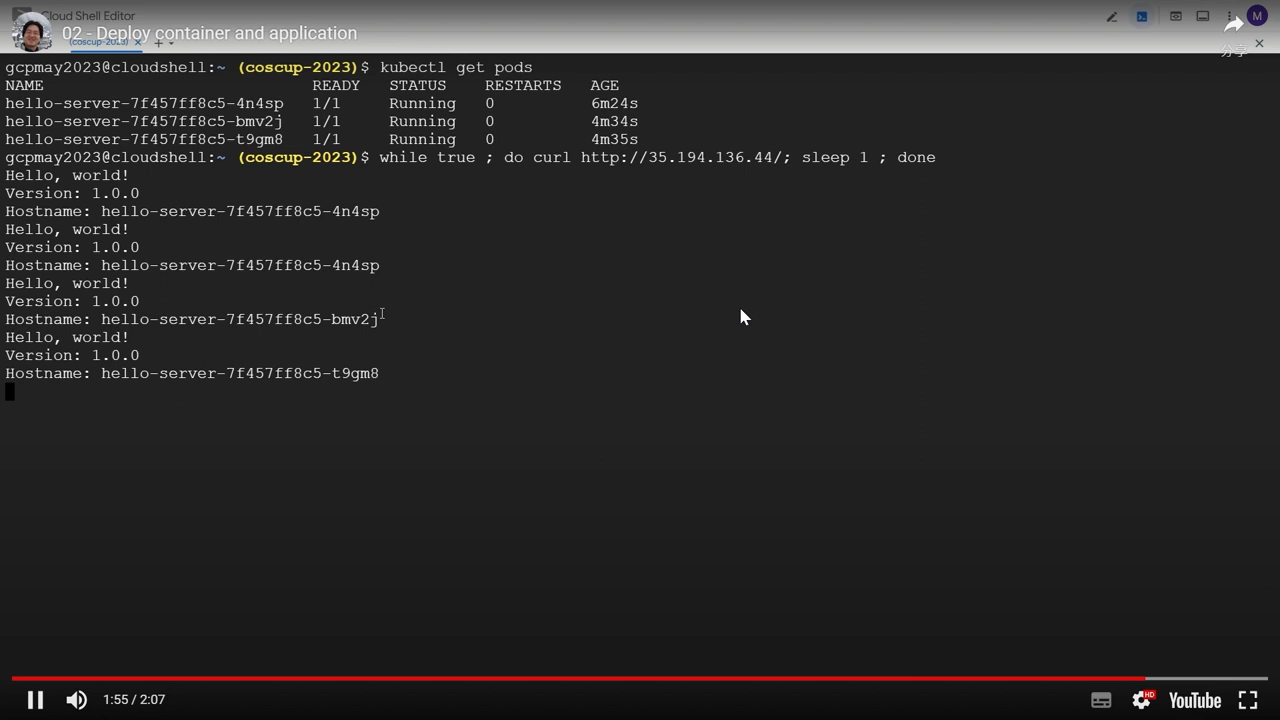 Cloud Shell Editor
02 - Deploy container and application
M
(coscup-2023)
分享
gcpmay2023@cloudshell:~ (coscup-2023)$ kubectl get pods
NAME READY STATUS RESTARTS AGE
hello-server-7f457ff8c5-4n4sp 1/1 Running 0 6m24s
hello-server-7f457ff8c5-bmv2j 1/1 Running 0 4m34s
hello-server-7f457ff8c5-t9gm8 1/1 Running 0 4m35s
gcpmay2023@cloudshell:~ (coscup-2023)$ while true ; do curl http://35.194.136.44/; sleep 1 ; done
Hello, world!
Version: 1.0.0
Hostname: hello-server-7f457ff8c5-4n4sp
Hello, world!
Version: 1.0.0
Hostname: hello-server-7f457ff8c5-4n4sp
Hello, world!
Version: 1.0.0
Hostname: hello-server-7f457ff8c5-bmv2j
Hello, world!
Version: 1.0.0
Hostname: hello-server-7f457ff8c5-t9gm8
1:55 / 2:07
HD
YouTube